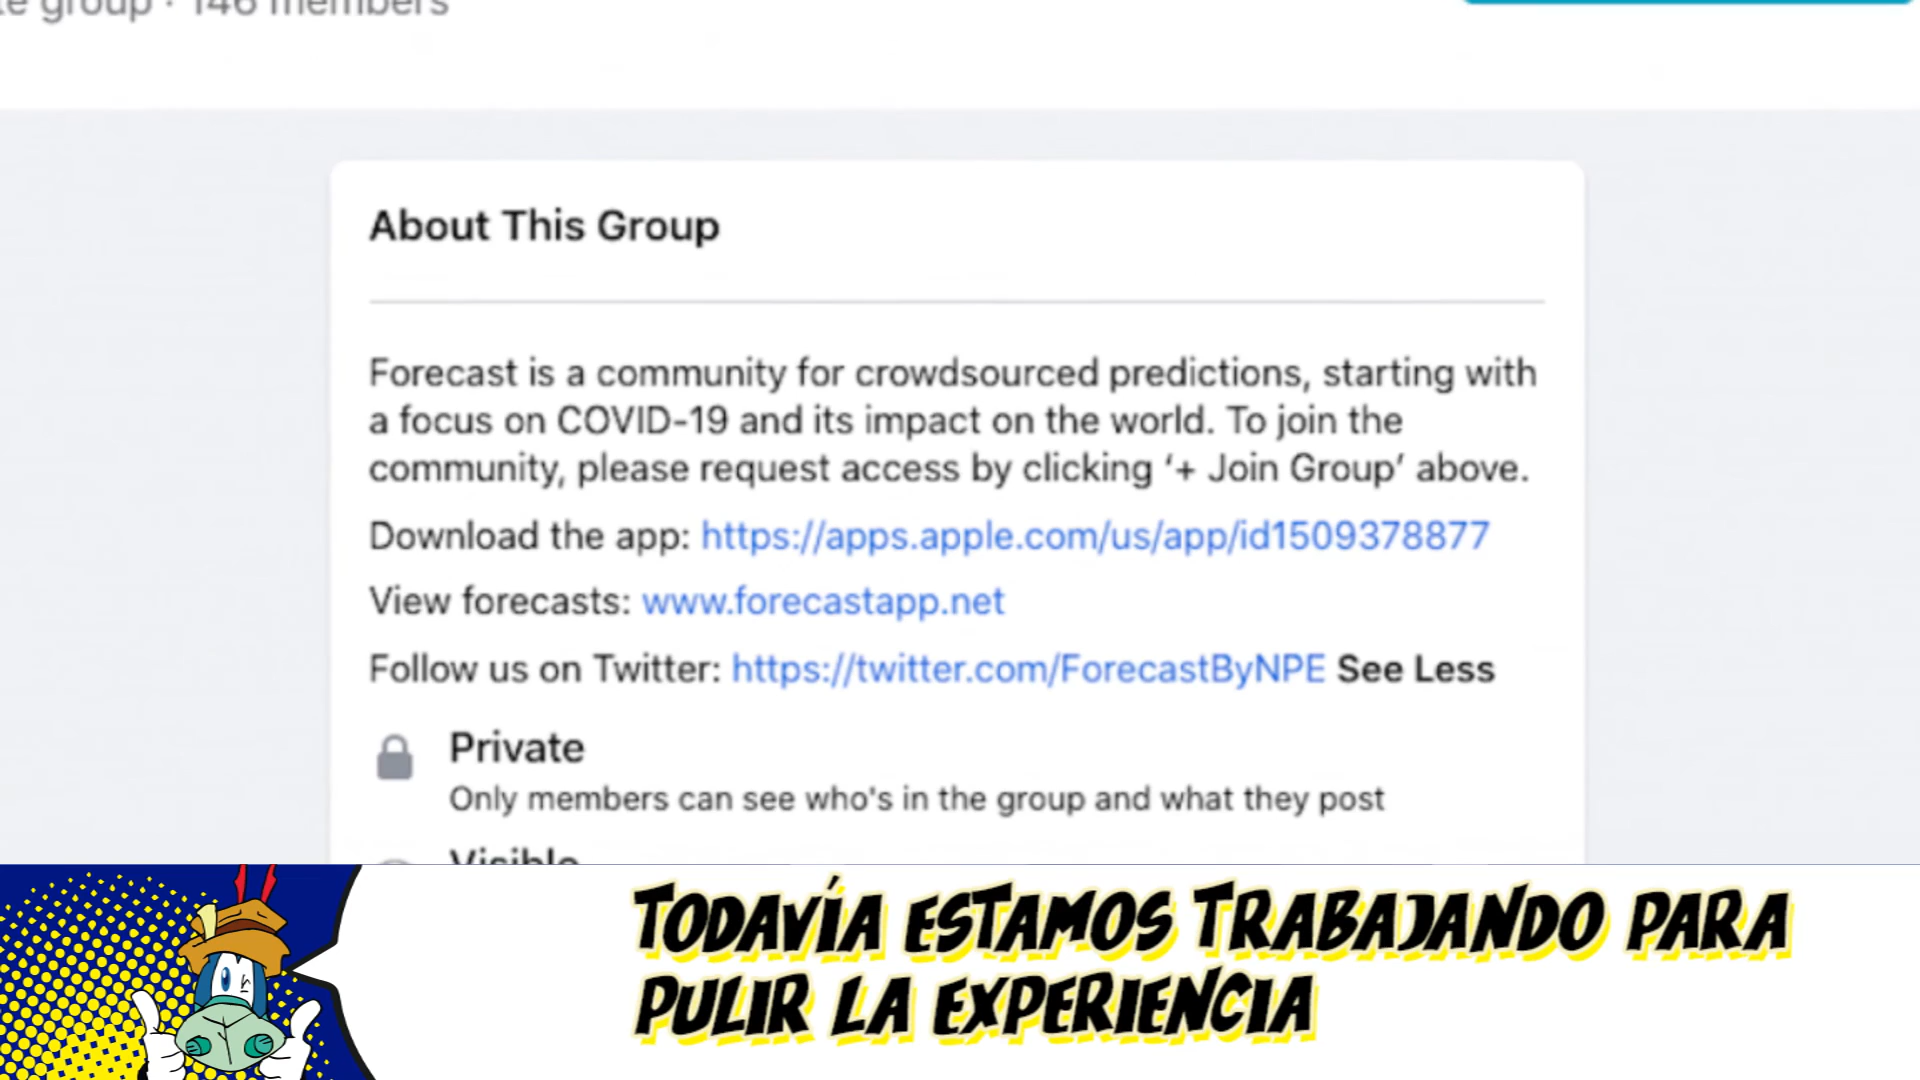 group · 146 members
About This Group
Forecast is a community for crowdsourced predictions, starting with
a focus on COVID-19 and its impact on the world. To join the
community, please request access by clicking ‘+ Join Group’ above.
Download the app: https://apps.apple.com/us/app/id1509378877
View forecasts: www.forecastapp.net
Follow us on Twitter: https://twitter.com/ForecastByNPE See Less
Private
Only members can see who's in the group and what they post
Visible
TODAVÍA ESTAMOS TRABAJANDO PARA
PULIR LA EXPERIENCIA